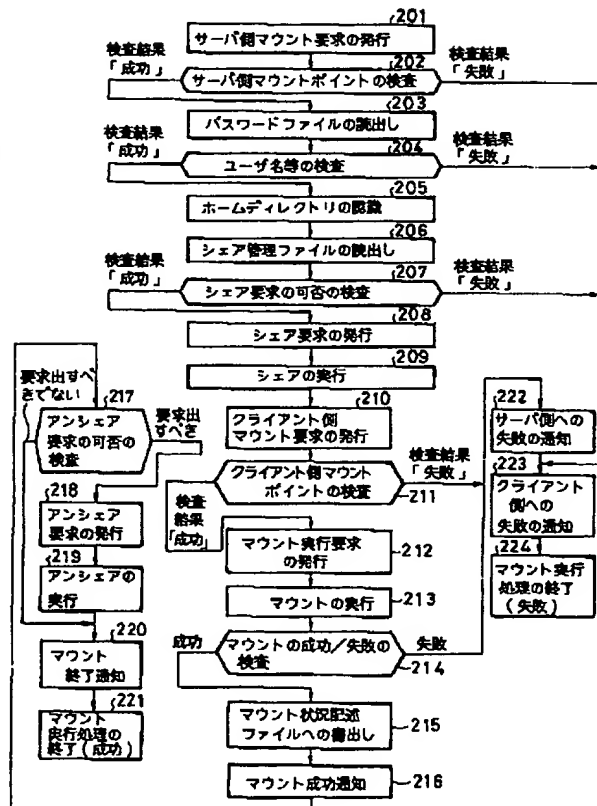 201
サーバ側マウント要求の発行
検査結果
「成功」
202
サーバ側マウントポイントの検査
検査結果
「失敗」
203
パスワードファイルの読出し
検査結果
「成功」
204
ユーザ名等の検査
検査結果
「失敗」
205
ホームディレクトリの認識
206
シェア管理ファイルの読出し
検査結果
「成功」
207
シェア要求の可否の検査
検査結果
「失敗」
208
シェア要求の発行
209
シェアの実行
210
クライアント側
マウント要求の発行
クライアント側マウント
ポイントの検査
211
検査結果
「失敗」
検査
結果
「成功」
マウント実行要求
の発行
212
マウントの実行
213
成功
マウントの成功/失敗の
検査
214
失敗
マウント状況記述
ファイルへの書出し
215
マウント成功通知
216
要求出すべ
きでない
217
アンシェア
要求の可否の
検査
要求出
すべき
218
アンシェア
要求の発行
219
アンシェアの
実行
220
マウント
終了通知
221
マウント
実行処理の
終了(成功)
222
サーバ側への
失敗の通知
223
クライアント
側への
失敗の通知
224
マウント実行
処理の終了
(失敗)